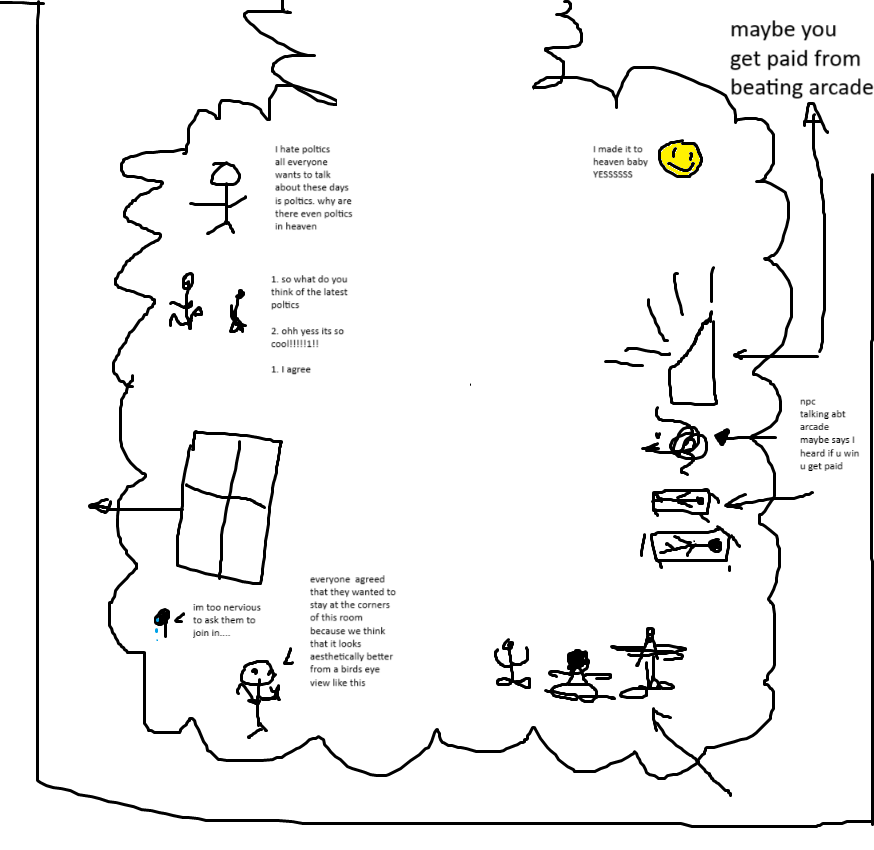 maybe you
get paid from
beating arcade
I hate poltics
all everyone
wants to talk
about these days
is poltics. why are
there even poltics
in heaven
I made it to
heaven baby
YESSSSSS
1. so what do you
think of the latest
poltics
2. ohh yess its so
cool!!!!!1!!
1. I agree
npc
talking abt
arcade
maybe says I
heard if u win
u get paid
everyone  agreed
that they wanted to
stay at the corners
of this room
because we think
that it looks
aesthetically better
from a birds eye
view like this
im too nervious
to ask them to
join in....